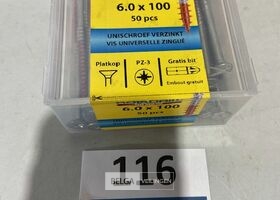 6.0 x 100
50 pcs
UNISCHROEF VERZINKT
VIS UNIVERSELLE ZINGUÉ
Platkop
PZ-3
Gratis bit
Embout gratuit
6.0 x 100
50 pcs
116